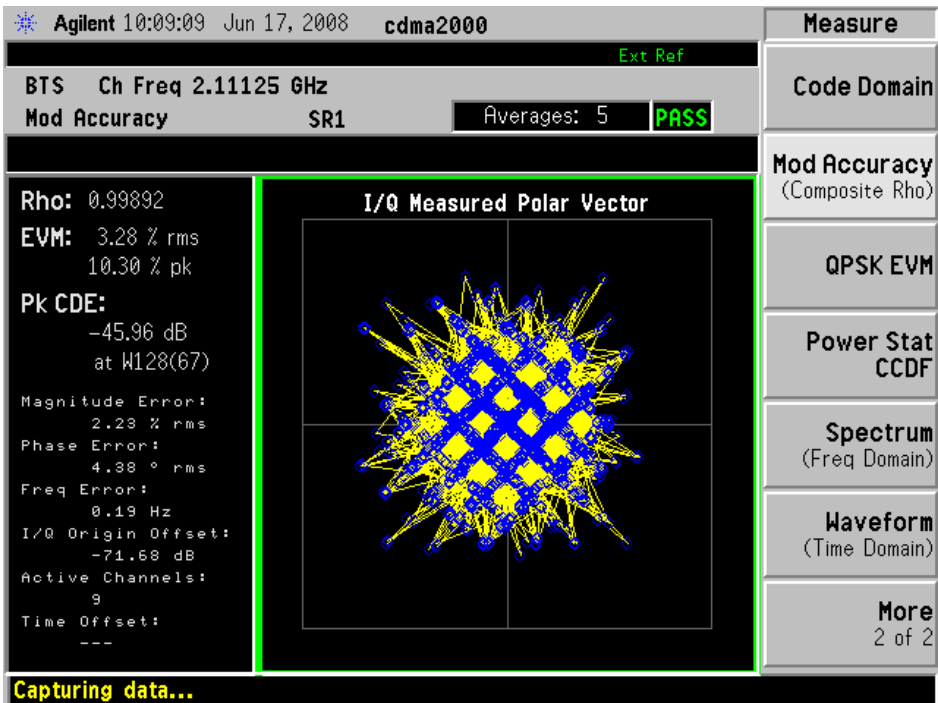 Agilent 10:09:09 Jun 17, 2008 cdma2000 Measure
Ext Ref
BTS Ch Freq 2.11125 GHz
Mod Accuracy SR1 Averages: 5 PASS
Rho: 0.99892
EVM: 3.28 % rms
10.30 % pk
Pk CDE:
-45.96 dB
at W128(67)
Magnitude Error:
2.23 % rms
Phase Error:
4.38 ° rms
Freq Error:
0.19 Hz
I/Q Origin Offset:
-71.68 dB
Active Channels:
9
Time Offset:
---
I/Q Measured Polar Vector
Code Domain
Mod Accuracy
(Composite Rho)
QPSK EVM
Power Stat
CCDF
Spectrum
(Freq Domain)
Waveform
(Time Domain)
More
2 of 2
Capturing data...